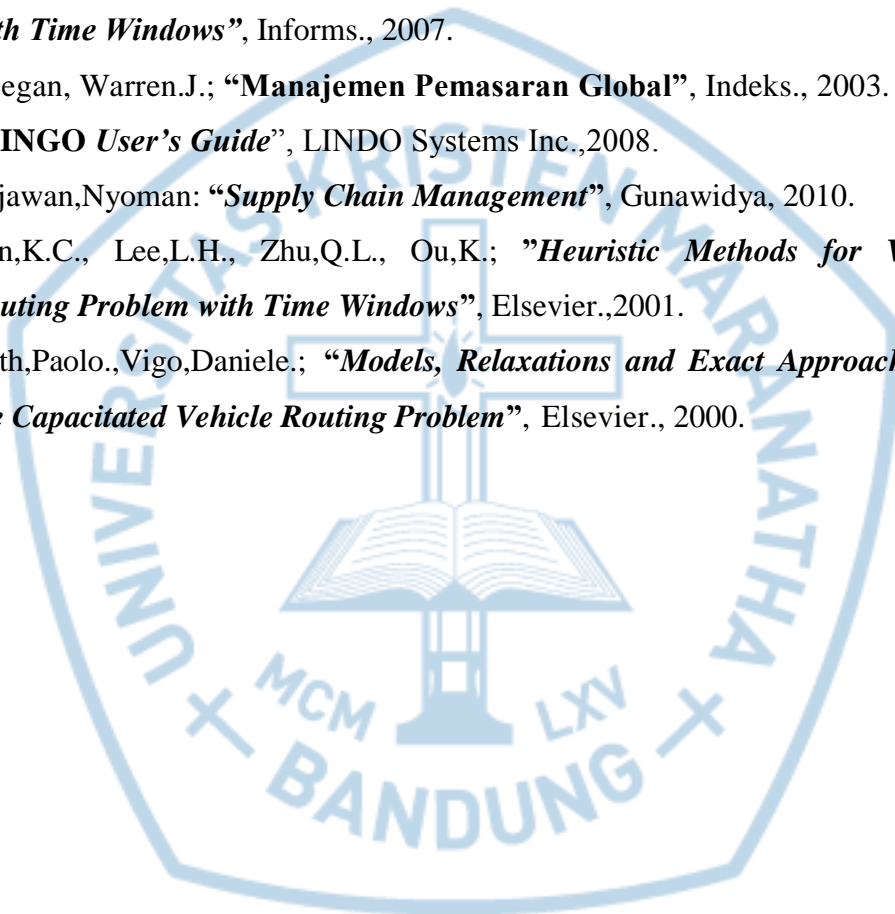 th Time Windows”, Informs., 2007.
egan, Warren.J.; “Manajemen Pemasaran Global”, Indeks., 2003.
INGO User’s Guide”, LINDO Systems Inc.,2008.
jawan,Nyoman: “Supply Chain Management”, Gunawidya, 2010.
n,K.C., Lee,L.H., Zhu,Q.L., Ou,K.; ”Heuristic Methods for V
uting Problem with Time Windows”, Elsevier.,2001.
th,Paolo.,Vigo,Daniele.; “Models, Relaxations and Exact Approach
e Capacitated Vehicle Routing Problem”, Elsevier., 2000.
UNIVERSITAS KRISTEN MARANATHA
MCM LXV
BANDUNG